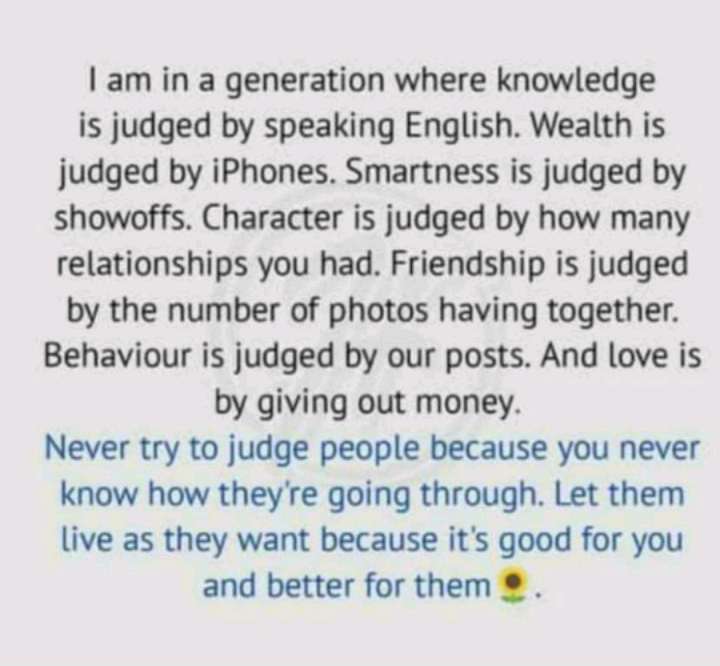 I am in a generation where knowledge
is judged by speaking English. Wealth is
judged by iPhones. Smartness is judged by
showoffs. Character is judged by how many
relationships you had. Friendship is judged
by the number of photos having together.
Behaviour is judged by our posts. And love is
by giving out money.
Never try to judge people because you never
know how they're going through. Let them
live as they want because it's good for you
and better for them🌻.